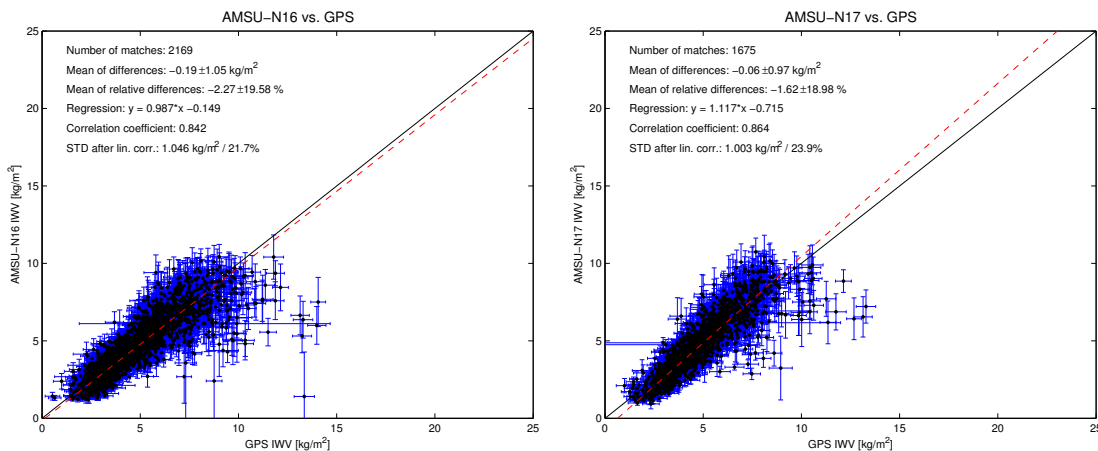 AMSU−N16 vs. GPS
Number of matches: 2169
Mean of differences: −0.19±1.05 kg/m²
Mean of relative differences: −2.27±19.58 %
Regression: y = 0.987*x −0.149
Correlation coefficient: 0.842
STD after lin. corr.: 1.046 kg/m² / 21.7%
AMSU−N16 IWV [kg/m²]
25
20
15
10
5
0
0 5 10 15 20 25
GPS IWV [kg/m²]
AMSU−N17 vs. GPS
Number of matches: 1675
Mean of differences: −0.06±0.97 kg/m²
Mean of relative differences: −1.62±18.98 %
Regression: y = 1.117*x −0.715
Correlation coefficient: 0.864
STD after lin. corr.: 1.003 kg/m² / 23.9%
AMSU−N17 IWV [kg/m²]
25
20
15
10
5
0
0 5 10 15 20 25
GPS IWV [kg/m²]